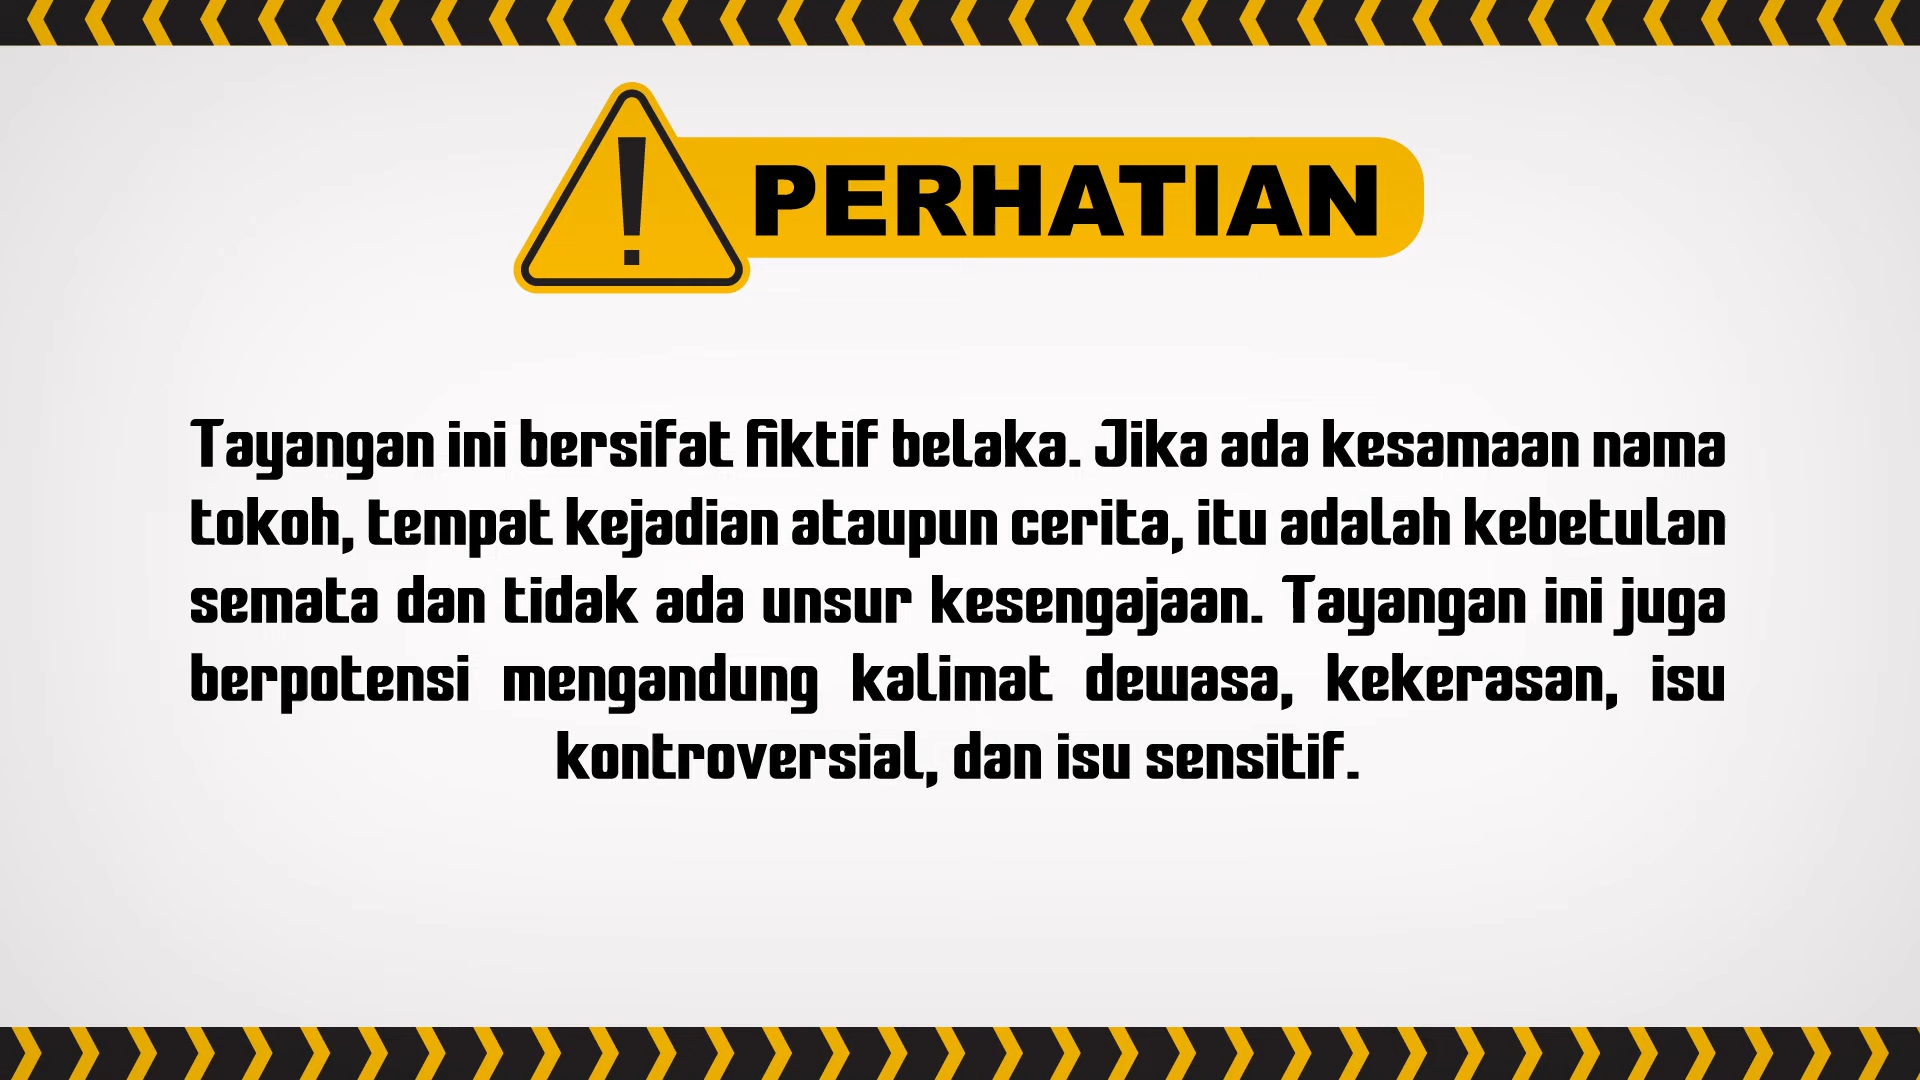 PERHATIAN
Tayangan ini bersifat fiktif belaka. Jika ada kesamaan nama
tokoh, tempat kejadian ataupun cerita, itu adalah kebetulan
semata dan tidak ada unsur kesengajaan. Tayangan ini juga
berpotensi mengandung kalimat dewasa, kekerasan, isu
kontroversial, dan isu sensitif.